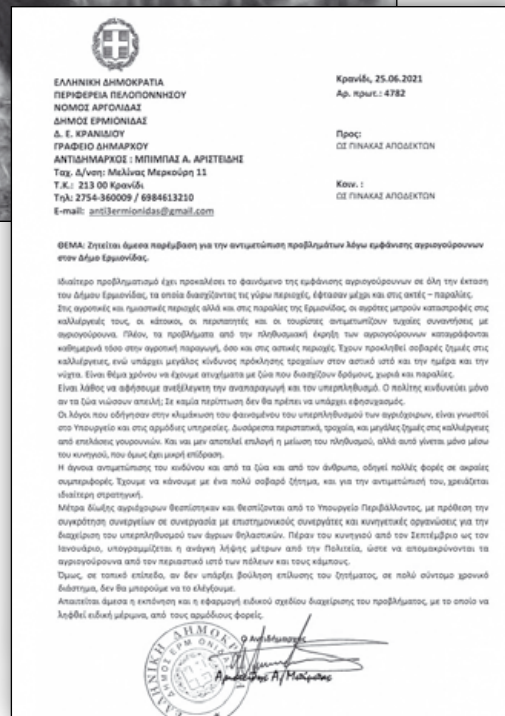 ΕΛΛΗΝΙΚΗ ΔΗΜΟΚΡΑΤΙΑ
ΠΕΡΙΦΕΡΕΙΑ ΠΕΛΟΠΟΝΝΗΣΟΥ
ΝΟΜΟΣ ΑΡΓΟΛΙΔΑΣ
ΔΗΜΟΣ ΕΡΜΙΟΝΙΔΑΣ
Δ. Ε. ΚΡΑΝΙΔΙΟΥ
ΓΡΑΦΕΙΟ ΔΗΜΑΡΧΟΥ
ΑΝΤΙΔΗΜΑΡΧΟΣ : ΜΠΙΜΠΑΣ Α. ΑΡΙΣΤΕΙΔΗΣ
Ταχ. Δ/νση: Μελίνας Μερκούρη 11
Τ.Κ.: 213 00 Κρανίδι
Τηλ: 2754-360009 / 6984613210
E-mail: anti3ermionidas@gmail.com
Κρανίδι, 25.06.2021
Αρ. πρωτ.: 4782
Προς:
ΩΣ ΠΙΝΑΚΑΣ ΑΠΟΔΕΚΤΩΝ
Κοιν. :
ΩΣ ΠΙΝΑΚΑΣ ΑΠΟΔΕΚΤΩΝ
ΘΕΜΑ: Ζητείται άμεσα παρέμβαση για την αντιμετώπιση προβλημάτων λόγω εμφάνισης αγριογούρουνων
στον Δήμο Ερμιονίδας.
Ιδιαίτερο προβληματισμό έχει προκαλέσει το φαινόμενο της εμφάνισης αγριογούρουνων σε όλη την έκταση
του Δήμου Ερμιονίδας, τα οποία διασχίζοντας τις γύρω περιοχές, έφτασαν μέχρι και στις ακτές – παραλίες.
Στις αγροτικές και ημιαστικές περιοχές αλλά και στις παραλίες της Ερμιονίδας, οι αγρότες μετρούν καταστροφές στις
καλλιέργειές τους, οι κάτοικοι, οι περιπατητές και οι τουρίστες αντιμετωπίζουν τυχαίες συναντήσεις με
αγριογούρουνα. Πλέον, τα προβλήματα από την πληθυσμιακή έκρηξη των αγριογούρουνων καταγράφονται
καθημερινά τόσο στην αγροτική παραγωγή, όσο και στις αστικές περιοχές. Έχουν προκληθεί σοβαρές ζημιές στις
καλλιέργειες, ενώ υπάρχει μεγάλος κίνδυνος πρόκλησης τροχαίων στον αστικό ιστό και την ημέρα και την
νύχτα. Είναι θέμα χρόνου να έχουμε ατυχήματα με ζώα που διασχίζουν δρόμους, χωριά και παραλίες.
Είναι λάθος να αφήσουμε ανεξέλεγκτη την αναπαραγωγή και τον υπερπληθυσμό. Ο πολίτης κινδυνεύει μόνο
αν τα ζώα νιώσουν απειλή; Σε καμία περίπτωση δεν θα πρέπει να υπάρχει εφησυχασμός.
Οι λόγοι που οδήγησαν στην κλιμάκωση του φαινομένου του υπερπληθυσμού των αγριόχοιρων, είναι γνωστοί
στο Υπουργείο και στις αρμόδιες υπηρεσίες. Δυσάρεστα περιστατικά, τροχαία, και μεγάλες ζημιές στις καλλιέργειες
από επελάσεις γουρουνιών. Και ναι μεν αποτελεί επιλογή η μείωση του πληθυσμού, αλλά αυτό γίνεται μόνο μέσω
του κυνηγιού, που όμως έχει μικρή επίδραση.
Η άγνοια αντιμετώπισης του κινδύνου και από τα ζώα και από τον άνθρωπο, οδηγεί πολλές φορές σε ακραίες
συμπεριφορές. Έχουμε να κάνουμε με ένα πολύ σοβαρό ζήτημα, και για την αντιμετώπισή του, χρειάζεται
ιδιαίτερη στρατηγική.
Μέτρα δίωξης αγριόχοιρων θεσπίστηκαν και θεσπίζονται από το Υπουργείο Περιβάλλοντος, με πρόθεση την
συγκρότηση συνεργείων σε συνεργασία με επιστημονικούς συνεργάτες και κυνηγετικές οργανώσεις για την
διαχείριση του υπερπληθυσμού των άγριων θηλαστικών. Πέραν του κυνηγιού από τον Σεπτέμβριο ως τον
Ιανουάριο, υπογραμμίζεται η ανάγκη λήψης μέτρων από την Πολιτεία, ώστε να απομακρύνονται τα
αγριογούρουνα από τον περιαστικό ιστό των πόλεων και τους κάμπους.
Όμως, σε τοπικό επίπεδο, αν δεν υπάρξει βούληση επίλυσης του ζητήματος, σε πολύ σύντομο χρονικό
διάστημα, δεν θα μπορούμε να το ελέγξουμε.
Απαιτείται άμεσα η εκπόνηση και η εφαρμογή ειδικού σχεδίου διαχείρισης του προβλήματος, με το οποίο να
ληφθεί ειδική μέριμνα, από τους αρμόδιους φορείς.
Ο Αντιδήμαρχος
Αριστείδης Α. Μπίμπας